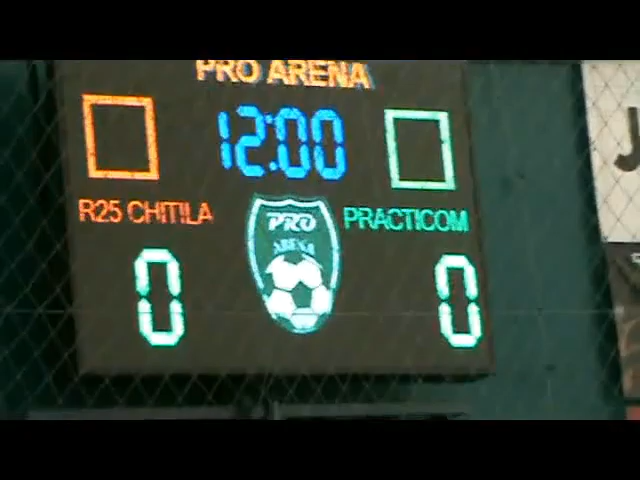 PRO ARENA
12:00
R25 CHITILA
PRACTICOM
PRO
ARENA
0
0
J